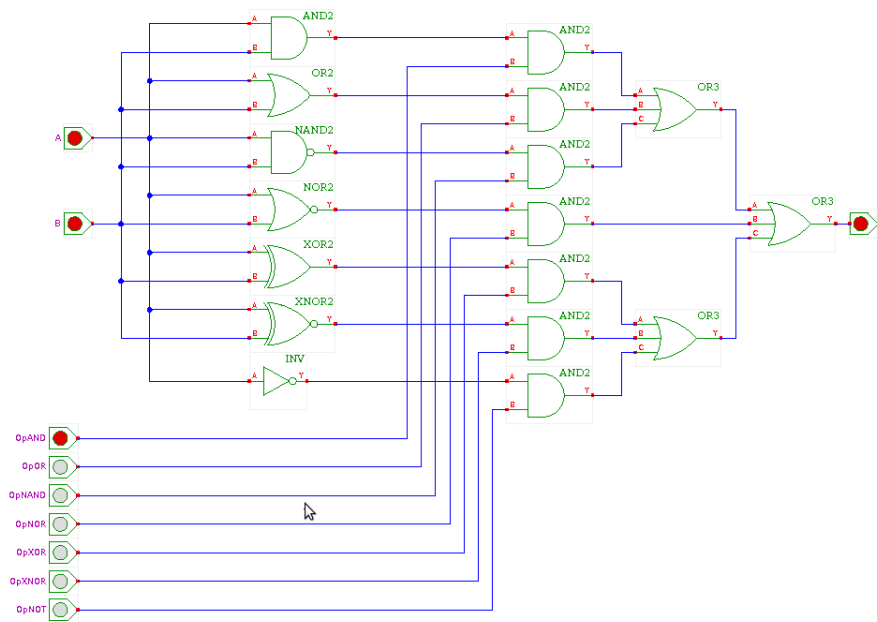 AND2
A
Y
B
AND2
A
Y
B
OR2
A
Y
B
OR3
A
Y
B
C
AND2
A
Y
B
A
NAND2
A
Y
B
AND2
A
Y
B
NOR2
A
Y
B
AND2
A
Y
B
OR3
A
Y
B
C
B
XOR2
A
Y
B
AND2
A
Y
B
XNOR2
A
Y
B
AND2
A
Y
B
OR3
A
Y
B
C
INV
A
Y
AND2
A
Y
B
OpAND
OpOR
OpNAND
OpNOR
OpXOR
OpXNOR
OpNOT